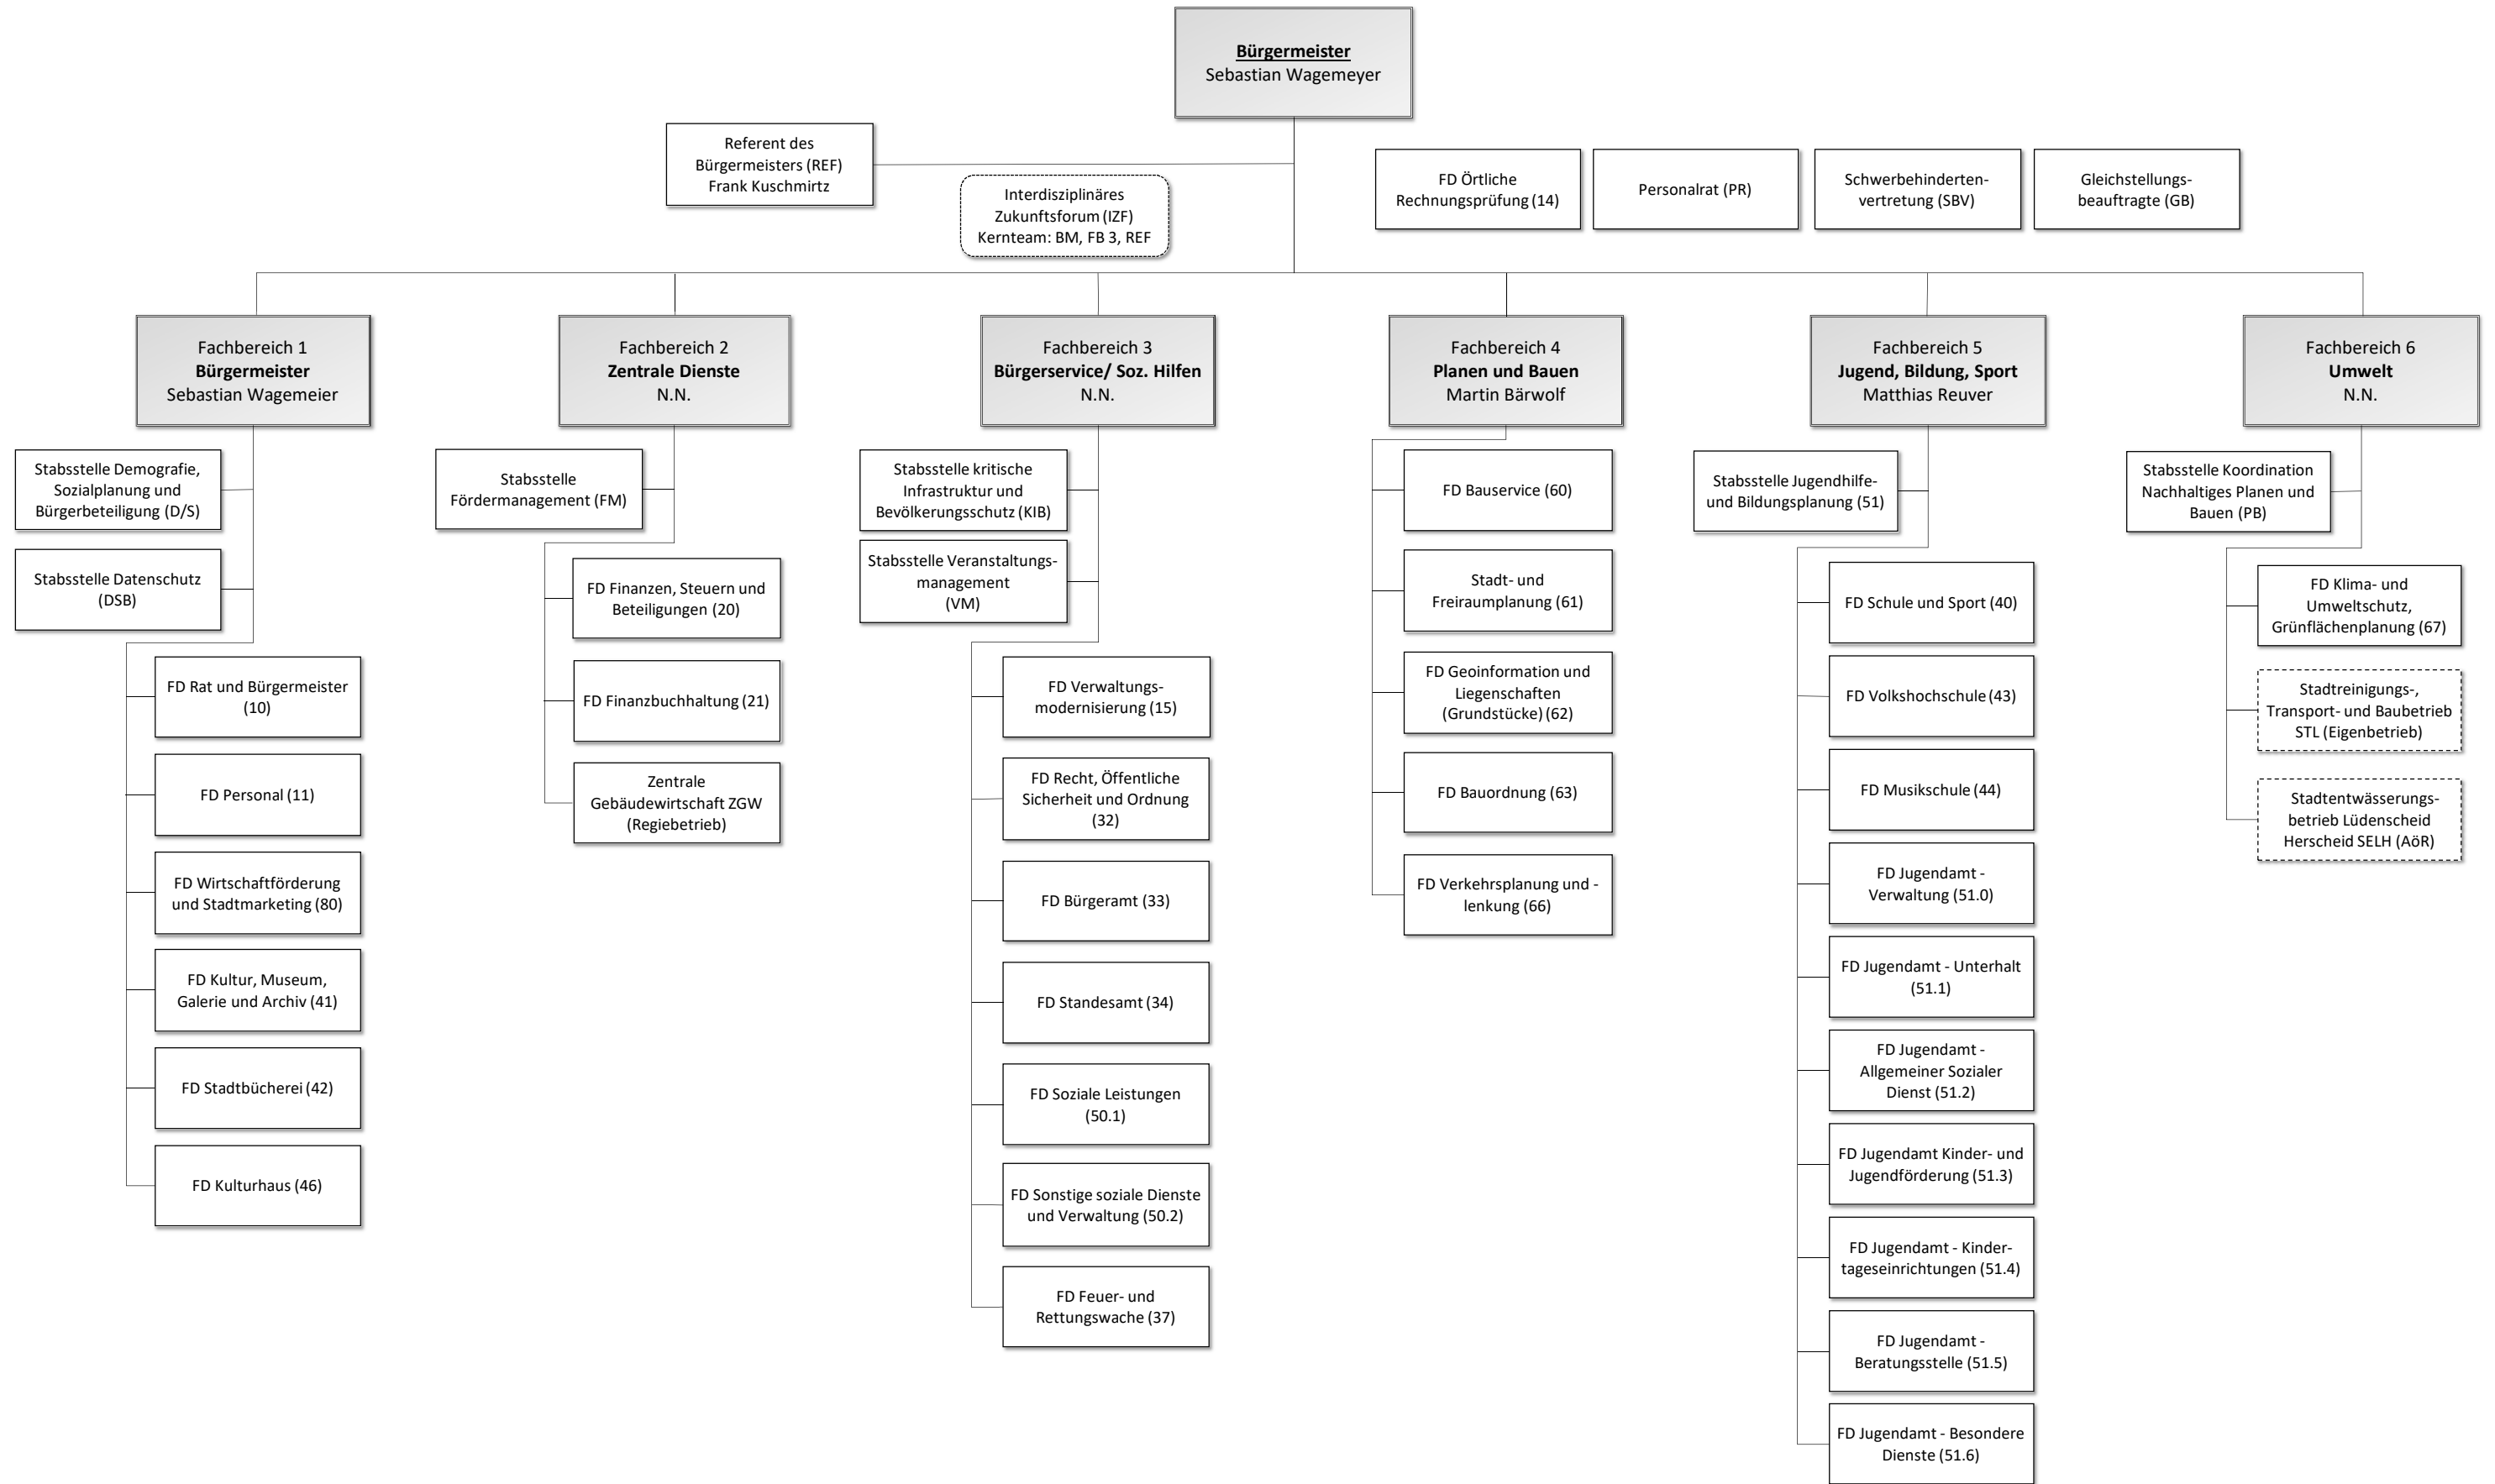 Bürgermeister
Sebastian Wagemeyer
Referent des
Bürgermeisters (REF)
Frank Kuschmirtz
Interdisziplinäres
Zukunftsforum (IZF)
Kernteam: BM, FB 3, REF
FD Örtliche
Rechnungsprüfung (14)
Personalrat (PR)
Schwerbehinderten-
vertretung (SBV)
Gleichstellungs-
beauftragte (GB)
Fachbereich 1
Bürgermeister
Sebastian Wagemeier
Stabsstelle Demografie,
Sozialplanung und
Bürgerbeteiligung (D/S)
Stabsstelle Datenschutz
(DSB)
FD Rat und Bürgermeister
(10)
FD Personal (11)
FD Wirtschaftförderung
und Stadtmarketing (80)
FD Kultur, Museum,
Galerie und Archiv (41)
FD Stadtbücherei (42)
FD Kulturhaus (46)
Fachbereich 2
Zentrale Dienste
N.N.
Stabsstelle
Fördermanagement (FM)
FD Finanzen, Steuern und
Beteiligungen (20)
FD Finanzbuchhaltung (21)
Zentrale
Gebäudewirtschaft ZGW
(Regiebetrieb)
Fachbereich 3
Bürgerservice/ Soz. Hilfen
N.N.
Stabsstelle kritische
Infrastruktur und
Bevölkerungsschutz (KIB)
Stabsstelle Veranstaltungs-
management
(VM)
FD Verwaltungs-
modernisierung (15)
FD Recht, Öffentliche
Sicherheit und Ordnung
(32)
FD Bürgeramt (33)
FD Standesamt (34)
FD Soziale Leistungen
(50.1)
FD Sonstige soziale Dienste
und Verwaltung (50.2)
FD Feuer- und
Rettungswache (37)
Fachbereich 4
Planen und Bauen
Martin Bärwolf
FD Bauservice (60)
Stadt- und
Freiraumplanung (61)
FD Geoinformation und
Liegenschaften
(Grundstücke) (62)
FD Bauordnung (63)
FD Verkehrsplanung und -
lenkung (66)
Fachbereich 5
Jugend, Bildung, Sport
Matthias Reuver
Stabsstelle Jugendhilfe-
und Bildungsplanung (51)
FD Schule und Sport (40)
FD Volkshochschule (43)
FD Musikschule (44)
FD Jugendamt -
Verwaltung (51.0)
FD Jugendamt - Unterhalt
(51.1)
FD Jugendamt -
Allgemeiner Sozialer
Dienst (51.2)
FD Jugendamt Kinder- und
Jugendförderung (51.3)
FD Jugendamt - Kinder-
tageseinrichtungen (51.4)
FD Jugendamt -
Beratungsstelle (51.5)
FD Jugendamt - Besondere
Dienste (51.6)
Fachbereich 6
Umwelt
N.N.
Stabsstelle Koordination
Nachhaltiges Planen und
Bauen (PB)
FD Klima- und
Umweltschutz,
Grünflächenplanung (67)
Stadtreinigungs-,
Transport- und Baubetrieb
STL (Eigenbetrieb)
Stadtentwässerungs-
betrieb Lüdenscheid
Herscheid SELH (AöR)